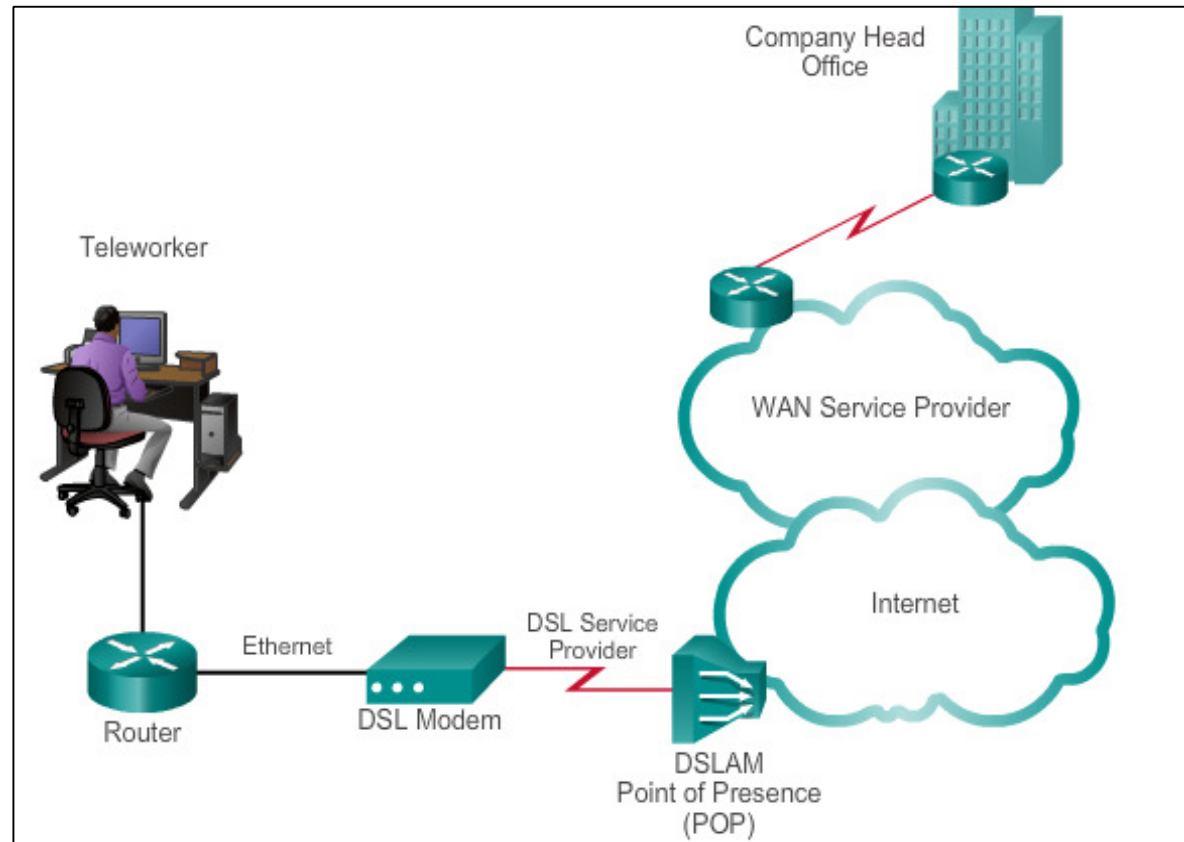 Company Head
Office
Teleworker
WAN Service Provider
Internet
DSL Service
Provider
Ethernet
DSL Modem
Router
DSLAM
Point of Presence
(POP)